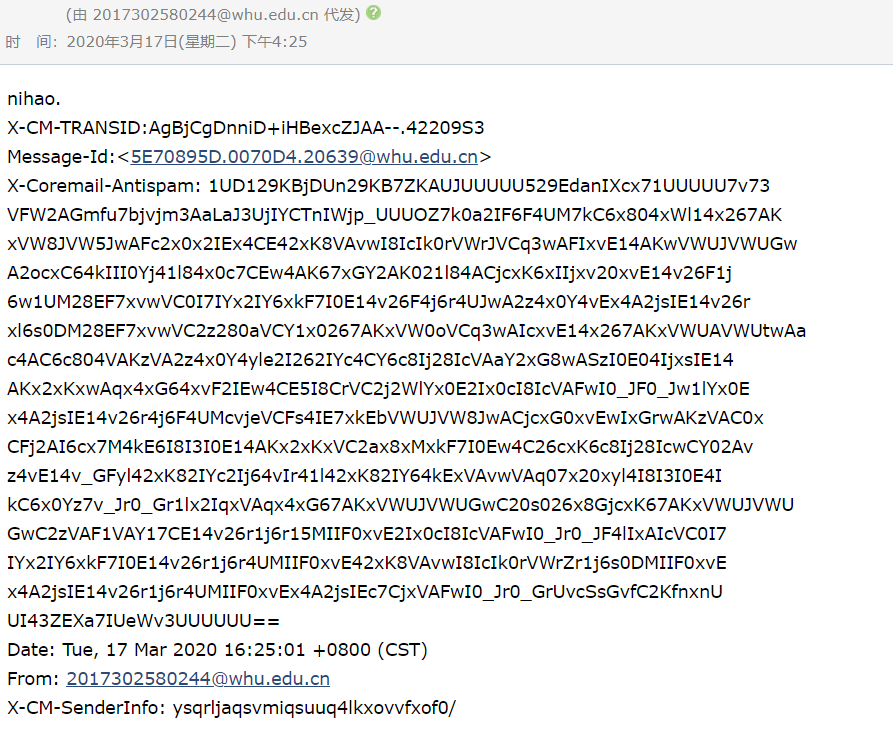 (由 2017302580244@whu.edu.cn 代发)
时 间: 2020年3月17日(星期二) 下午4:25
nihao.
X-CM-TRANSID:AgBjCgDnniD+iHBexcZJAA--.42209S3
Message-Id:<5E70895D.0070D4.20639@whu.edu.cn>
X-Coremail-Antispam: 1UD129KBjDUn29KB7ZKAUJUUUUU529EdanIXcx71UUUUU7v73
VFW2AGmfu7bjvjm3AaLaJ3UjIYCTnIWjp_UUUOZ7k0a2IF6F4UM7kC6x804xWl14x267AK
xVW8JVW5JwAFc2x0x2IEx4CE42xK8VAvwI8IcIk0rVWrJVCq3wAFIxvE14AKwVWUJVWUGw
A2ocxC64kIII0Yj41l84x0c7CEw4AK67xGY2AK021l84ACjcxK6xIIjxv20xvE14v26F1j
6w1UM28EF7xvwVC0I7IYx2IY6xkF7I0E14v26F4j6r4UJwA2z4x0Y4vEx4A2jsIE14v26r
xl6s0DM28EF7xvwVC2z280aVCY1x0267AKxVW0oVCq3wAIcxvE14x267AKxVWUAVWUtwAa
c4AC6c804VAKzVA2z4x0Y4yle2I262IYc4CY6c8Ij28IcVAaY2xG8wASzI0E04IjxsIE14
AKx2xKxwAqx4xG64xvF2IEw4CE5I8CrVC2j2WlYx0E2Ix0cI8IcVAFwI0_JF0_Jw1lYx0E
x4A2jsIE14v26r4j6F4UMcvjeVCFs4IE7xkEbVWUJVW8JwACjcxG0xvEwIxGrwAKzVAC0x
CFj2AI6cx7M4kE6I8I3I0E14AKx2xKxVC2ax8xMxkF7I0Ew4C26cxK6c8Ij28IcwCY02Av
z4vE14v_GFyl42xK82IYc2Ij64vIr41l42xK82IY64kExVAvwVAq07x20xyl4I8I3I0E4I
kC6x0Yz7v_Jr0_Gr1lx2IqxVAqx4xG67AKxVWUJVWUGwC20s026x8GjcxK67AKxVWUJVWU
GwC2zVAF1VAY17CE14v26r1j6r15MIIF0xvE2Ix0cI8IcVAFwI0_Jr0_JF4lIxAIcVC0I7
IYx2IY6xkF7I0E14v26r1j6r4UMIIF0xvE42xK8VAvwI8IcIk0rVWrZr1j6s0DMIIF0xvE
x4A2jsIE14v26r1j6r4UMIIF0xvEx4A2jsIEc7CjxVAFwI0_Jr0_GrUvcSsGvfC2KfnxnU
UI43ZEXa7IUeWv3UUUUUU==
Date: Tue, 17 Mar 2020 16:25:01 +0800 (CST)
From: 2017302580244@whu.edu.cn
X-CM-SenderInfo: ysqrljaqsvmiqsuuq4lkxovvfxof0/